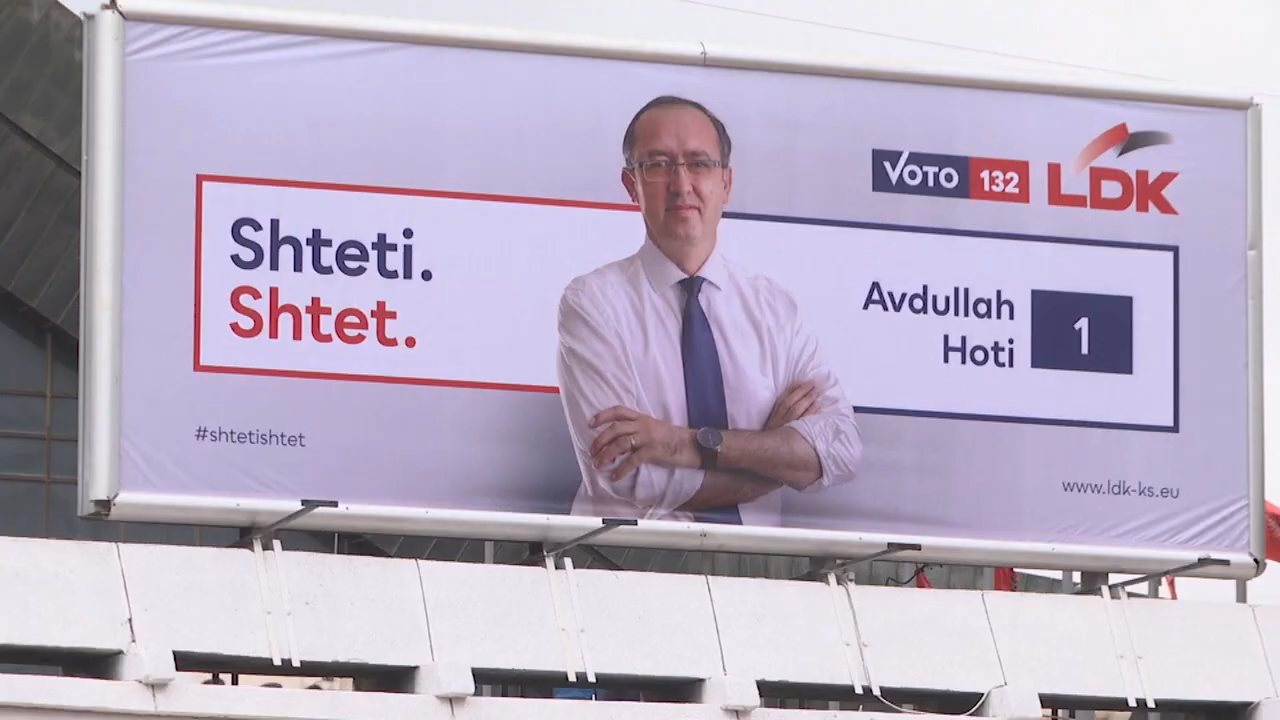 VOTO 132 LDK
Shteti.
Shtet.
Avdullah
Hoti
1
#shtetishtet
www.ldk-ks.eu